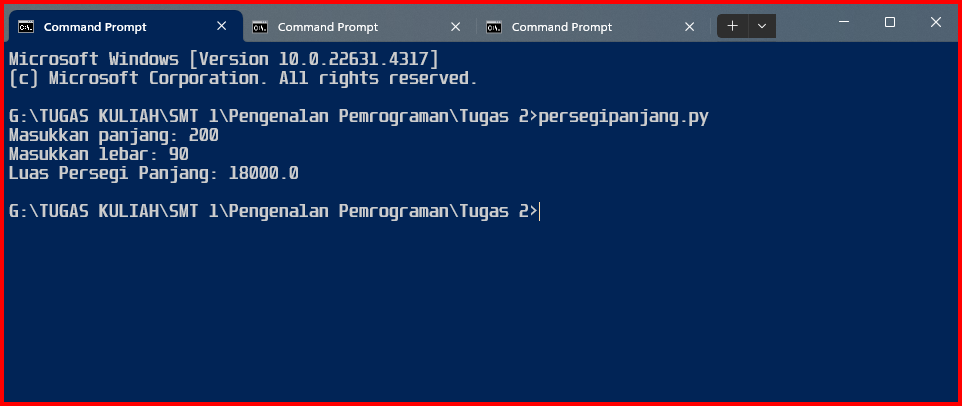 Command Prompt
Command Prompt
Command Prompt
Microsoft Windows [Version 10.0.22631.4317]
(c) Microsoft Corporation. All rights reserved.
G:\TUGAS KULIAH\SMT 1\Pengenalan Pemrograman\Tugas 2>persegipanjang.py
Masukkan panjang: 200
Masukkan lebar: 90
Luas Persegi Panjang: 18000.0
G:\TUGAS KULIAH\SMT 1\Pengenalan Pemrograman\Tugas 2>